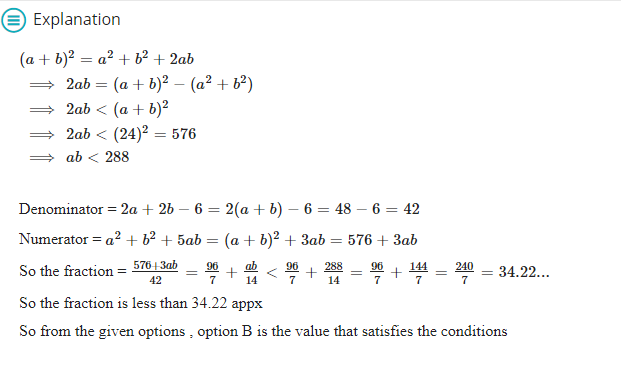 Explanation
(a + b)² = a² + b² + 2ab
⟹ 2ab = (a + b)² − (a² + b²)
⟹ 2ab < (a + b)²
⟹ 2ab < (24)² = 576
⟹ ab < 288
Denominator = 2a + 2b − 6 = 2(a + b) − 6 = 48 − 6 = 42
Numerator = a² + b² + 5ab = (a + b)² + 3ab = 576 + 3ab
So the fraction = 576+3ab/42 = 96/7 + ab/14 < 96/7 + 288/14 = 96/7 + 144/7 = 240/7 = 34.22...
So the fraction is less than 34.22 appx
So from the given options , option B is the value that satisfies the conditions